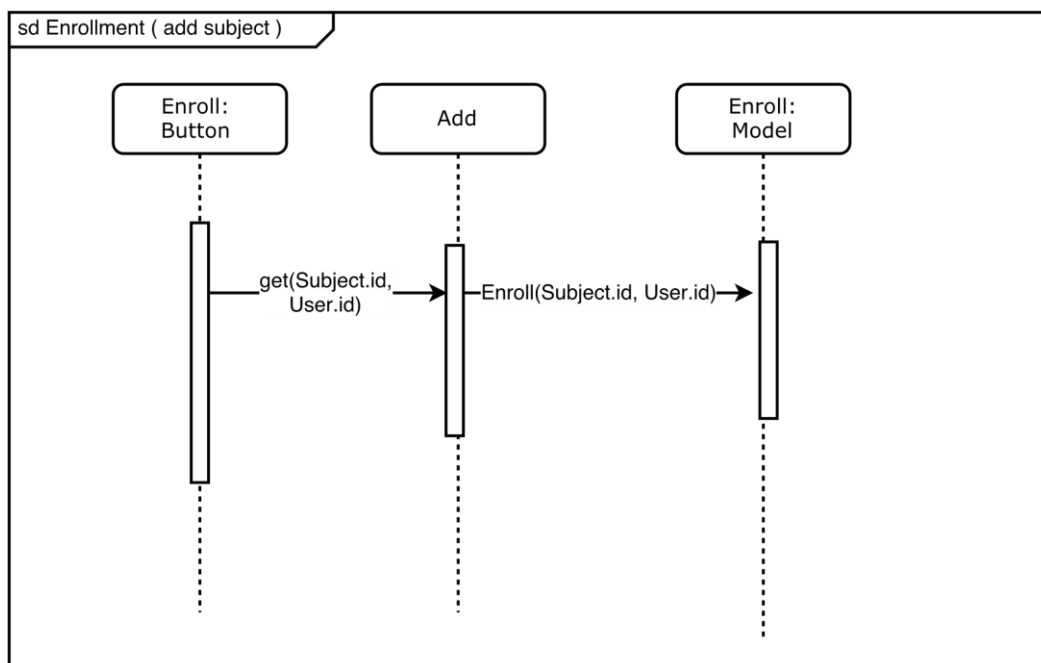 sd Enrollment ( add subject )
Enroll:
Button
Add
Enroll:
Model
get(Subject.id,
User.id)
Enroll(Subject.id, User.id)